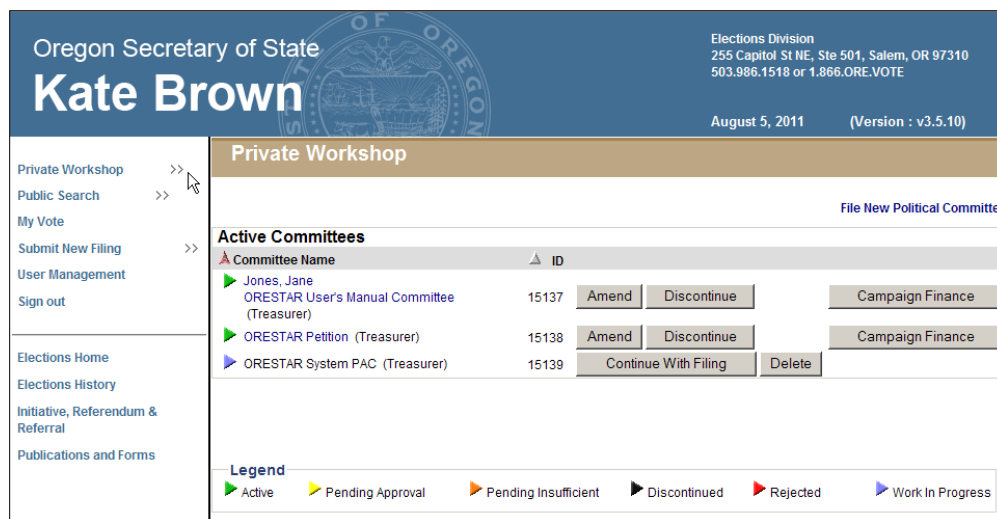 Oregon Secretary of State
Kate Brown
STATE OF OREGON
Elections Division
255 Capitol St NE, Ste 501, Salem, OR 97310
503.986.1518 or 1.866.ORE.VOTE
August 5, 2011 (Version : v3.5.10)
Private Workshop >>
Public Search >>
My Vote
Submit New Filing >>
User Management
Sign out
Elections Home
Elections History
Initiative, Referendum &
Referral
Publications and Forms
Private Workshop
File New Political Committe
Active Committees
Committee Name ID
Jones, Jane
ORESTAR User's Manual Committee 15137 Amend Discontinue Campaign Finance
(Treasurer)
ORESTAR Petition (Treasurer) 15138 Amend Discontinue Campaign Finance
ORESTAR System PAC (Treasurer) 15139 Continue With Filing Delete
Legend
Active Pending Approval Pending Insufficient Discontinued Rejected Work In Progress